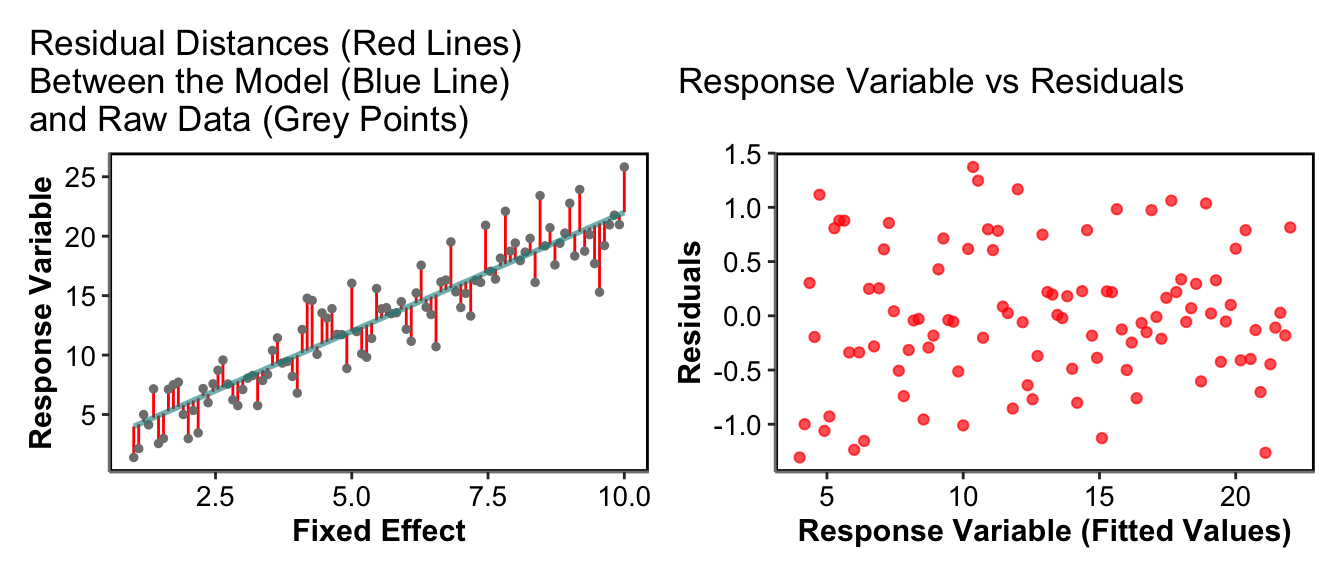 Residual Distances (Red Lines)
Between the Model (Blue Line)
and Raw Data (Grey Points)
25
20
15
10
5
Response Variable
2.5 5.0 7.5 10.0
Fixed Effect
Response Variable vs Residuals
1.5
1.0
0.5
0.0
-0.5
-1.0
Residuals
5 10 15 20
Response Variable (Fitted Values)